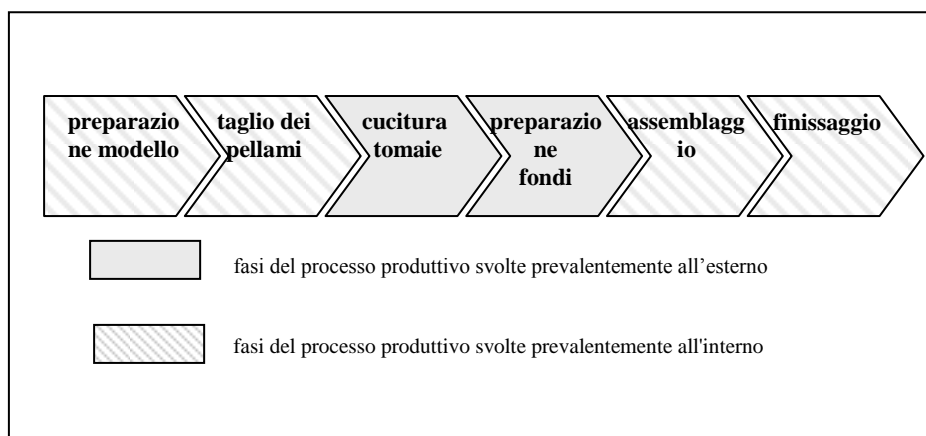 preparazio
ne modello
taglio dei
pellami
cucitura
tomaie
preparazio
ne
fondi
assemblagg
io
finissaggio
fasi del processo produttivo svolte prevalentemente all’esterno
fasi del processo produttivo svolte prevalentemente all'interno